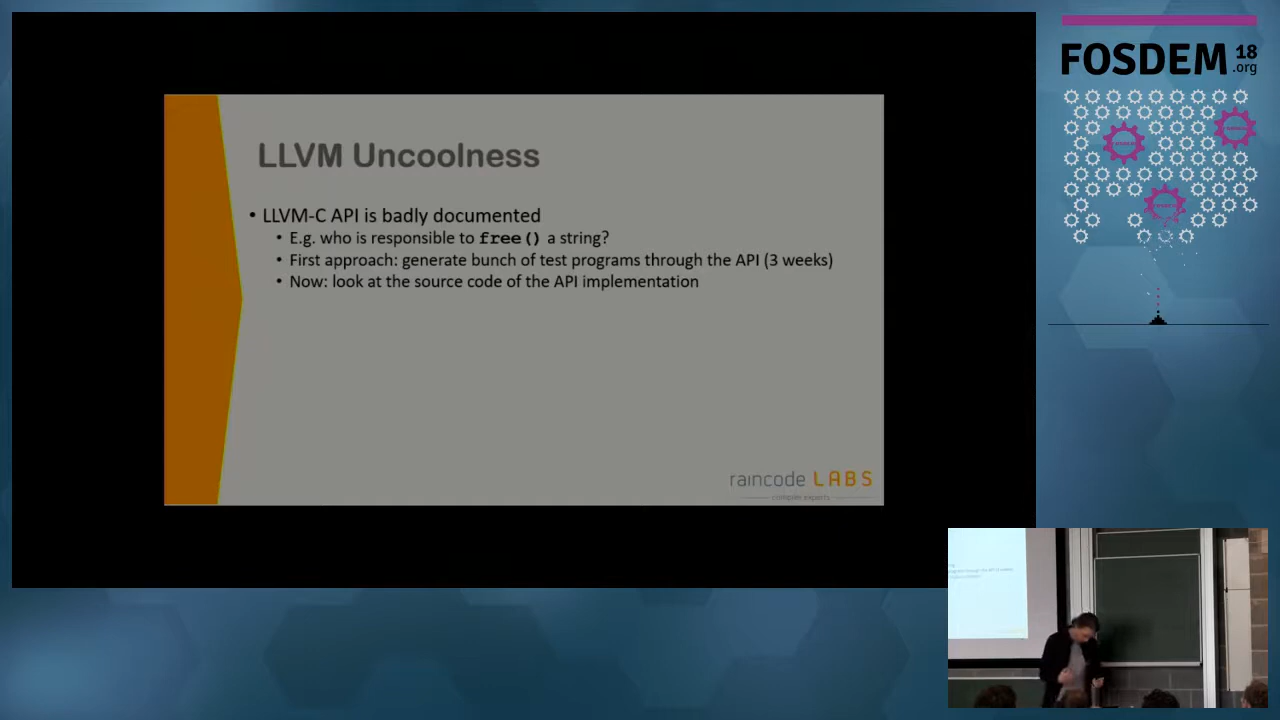 LLVM Uncoolness
• LLVM-C API is badly documented
• E.g. who is responsible to free() a string?
• First approach: generate bunch of test programs through the API (3 weeks)
• Now: look at the source code of the API implementation
raincode LABS
compiler experts
FOSDEM 18
.org